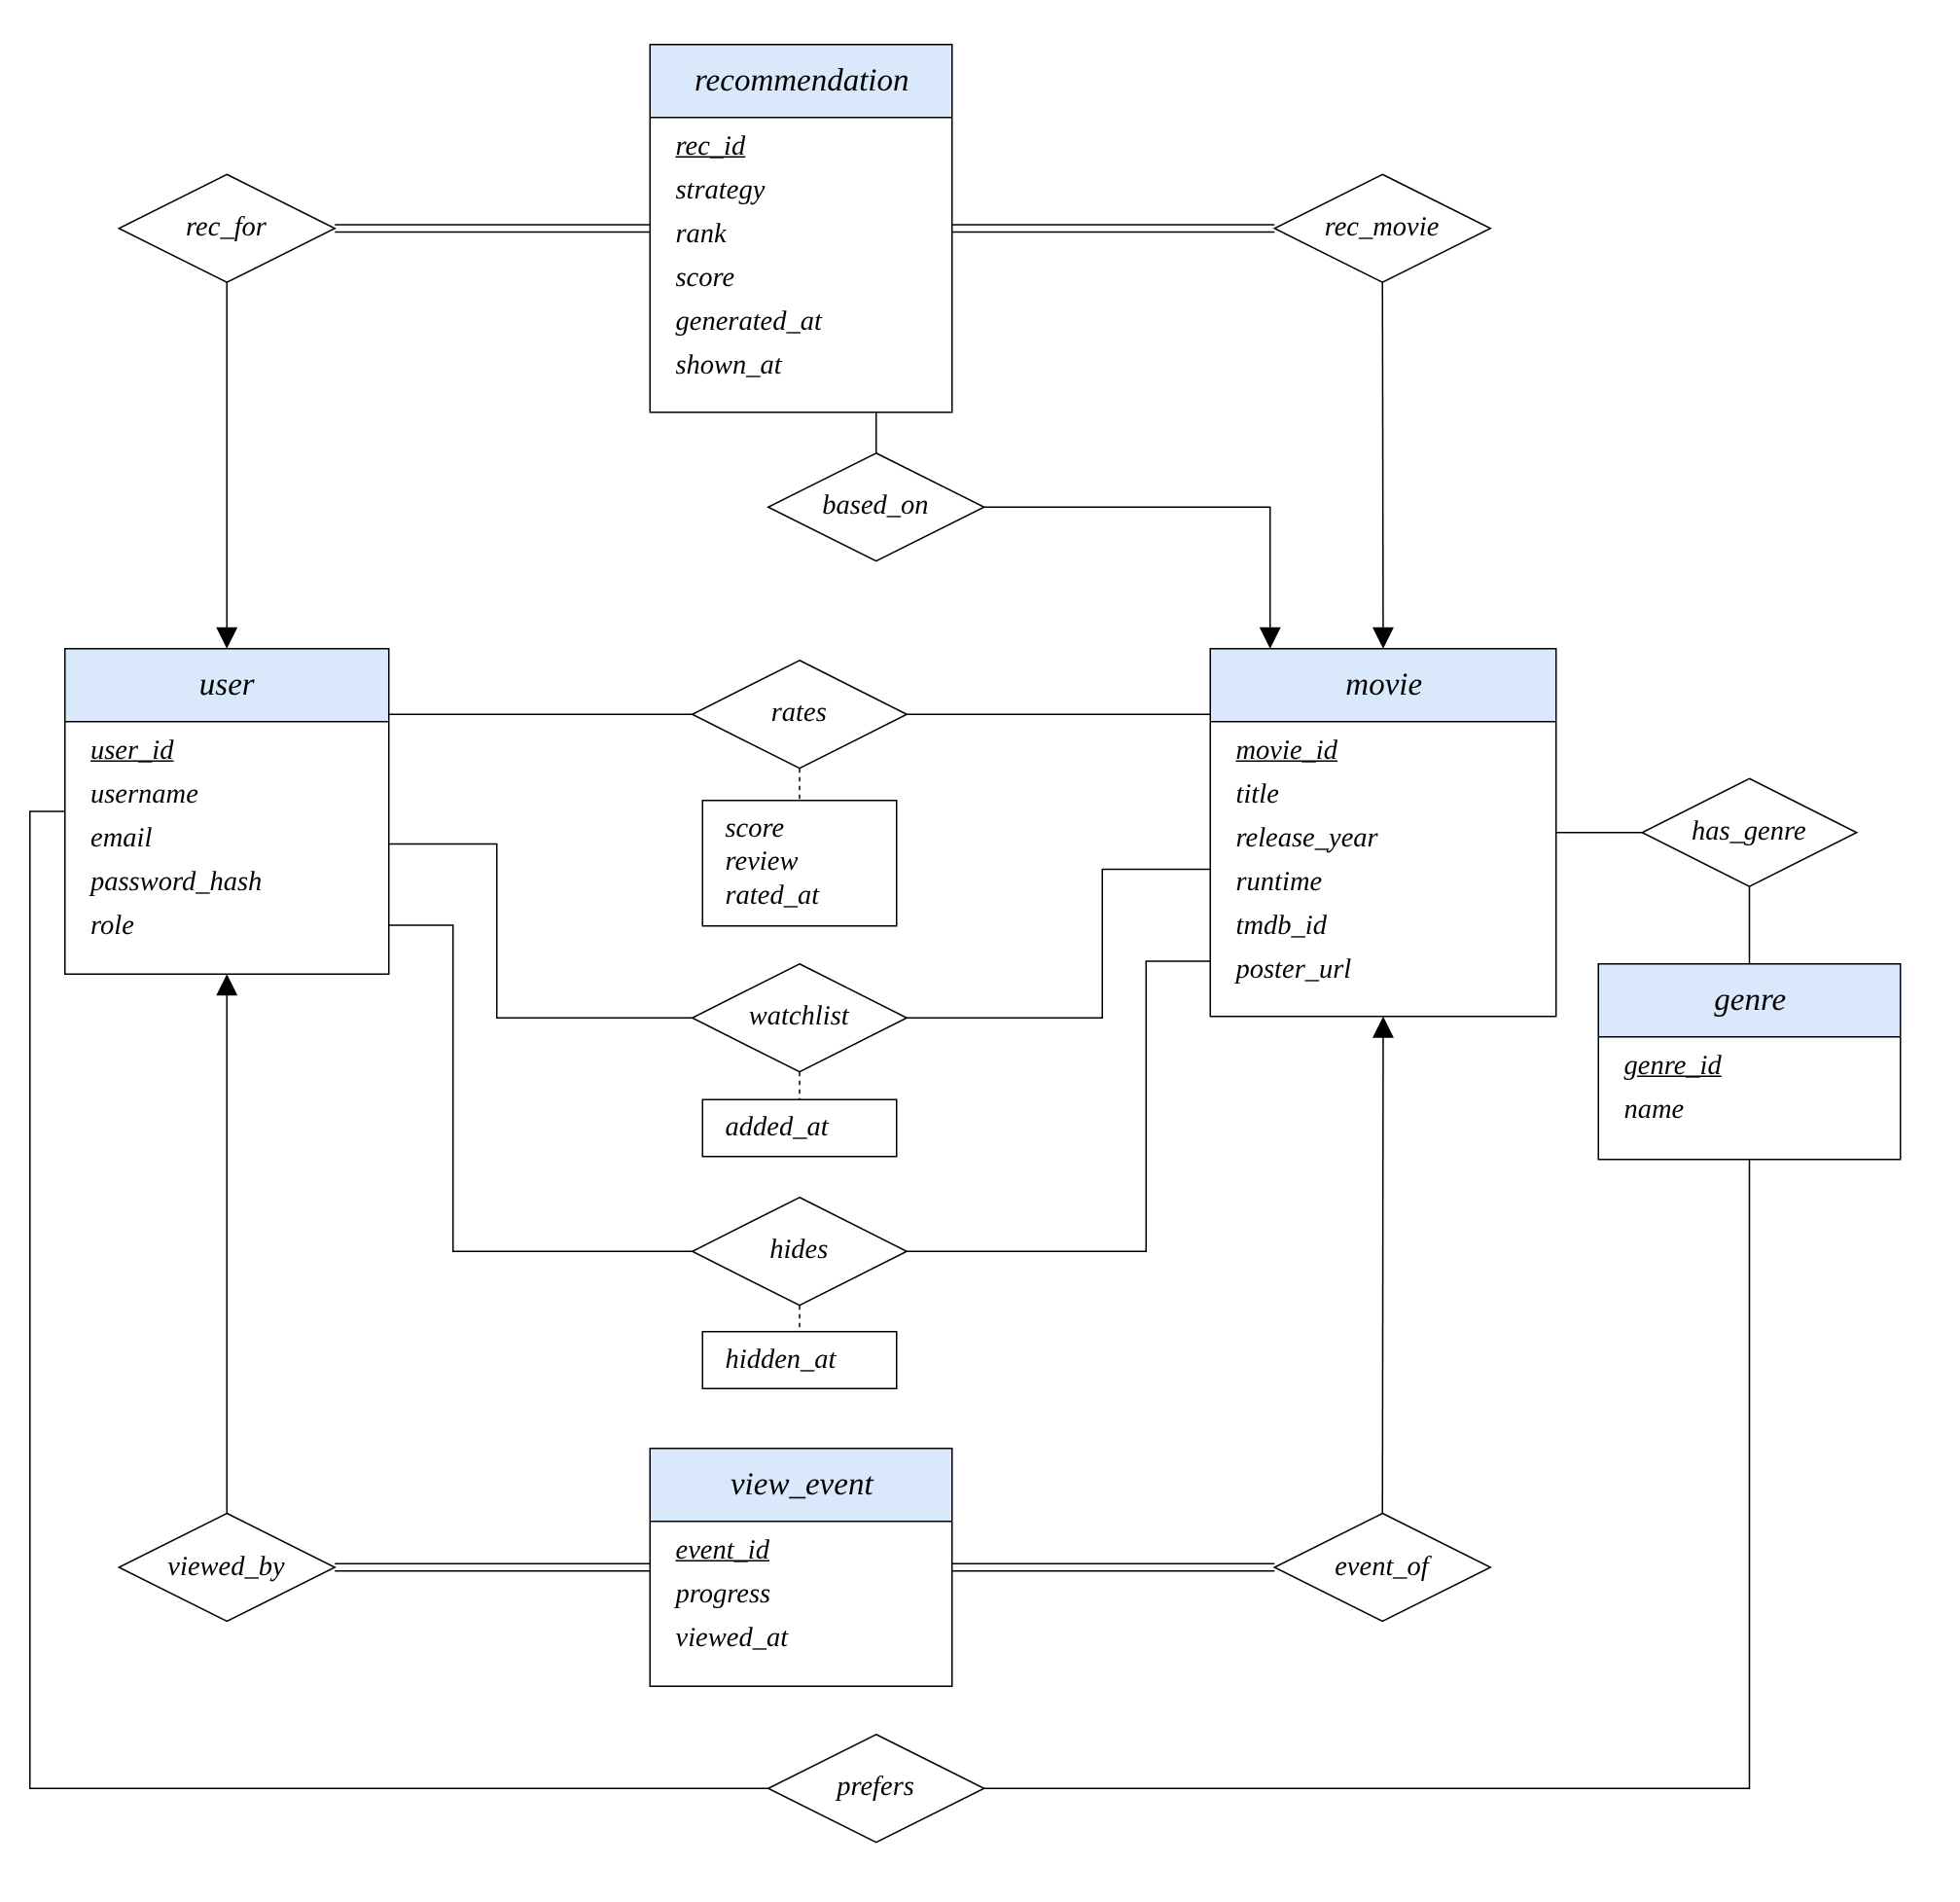 recommendation
rec_id
strategy
rank
score
generated_at
shown_at
rec_for
rec_movie
based_on
user
user_id
username
email
password_hash
role
rates
score
review
rated_at
movie
movie_id
title
release_year
runtime
tmdb_id
poster_url
has_genre
genre
genre_id
name
watchlist
added_at
hides
hidden_at
view_event
event_id
progress
viewed_at
viewed_by
event_of
prefers